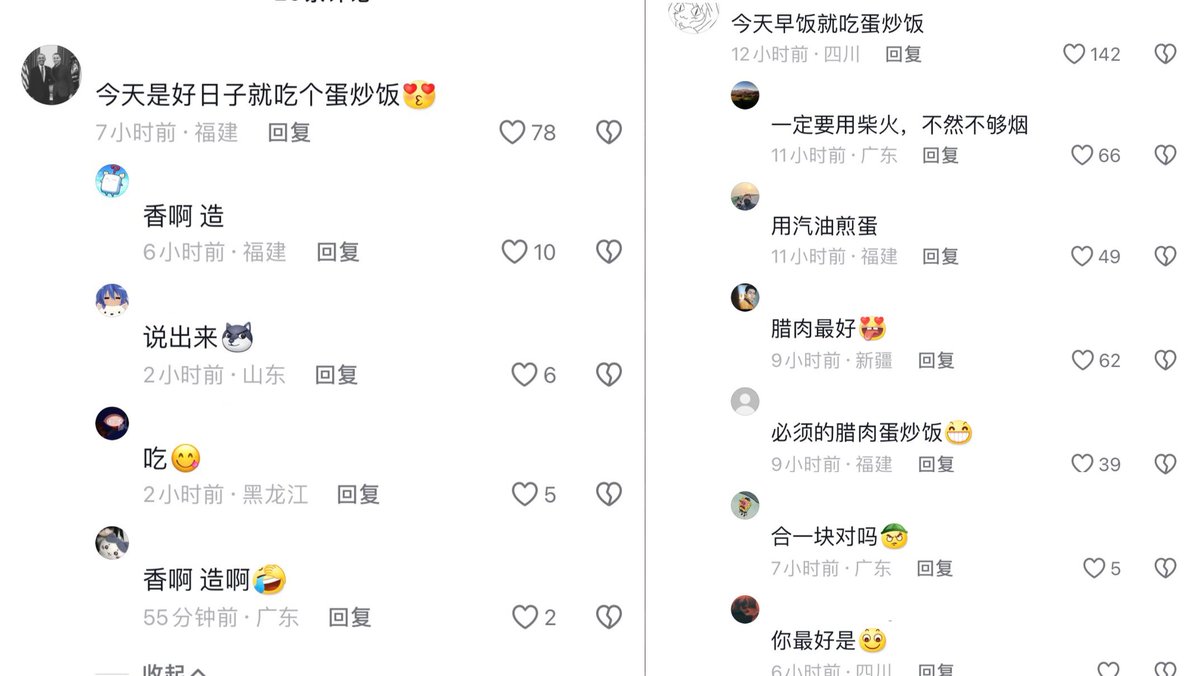 今天是好日子就吃个蛋炒饭😍
7小时前·福建 回复 78
香啊 造
6小时前·福建 回复 10
说出来
2小时前·山东 回复 6
吃😋
2小时前·黑龙江 回复 5
香啊 造啊🤣
55分钟前·广东 回复 2
收起
今天早饭就吃蛋炒饭
12小时前·四川 回复 142
一定要用柴火，不然不够烟
11小时前·广东 回复 66
用汽油煎蛋
11小时前·福建 回复 49
腊肉最好
9小时前·新疆 回复 62
必须的腊肉蛋炒饭😁
9小时前·福建 回复 39
合一块对吗
7小时前·广东 回复 5
你最好是
6小时前·四川 回复